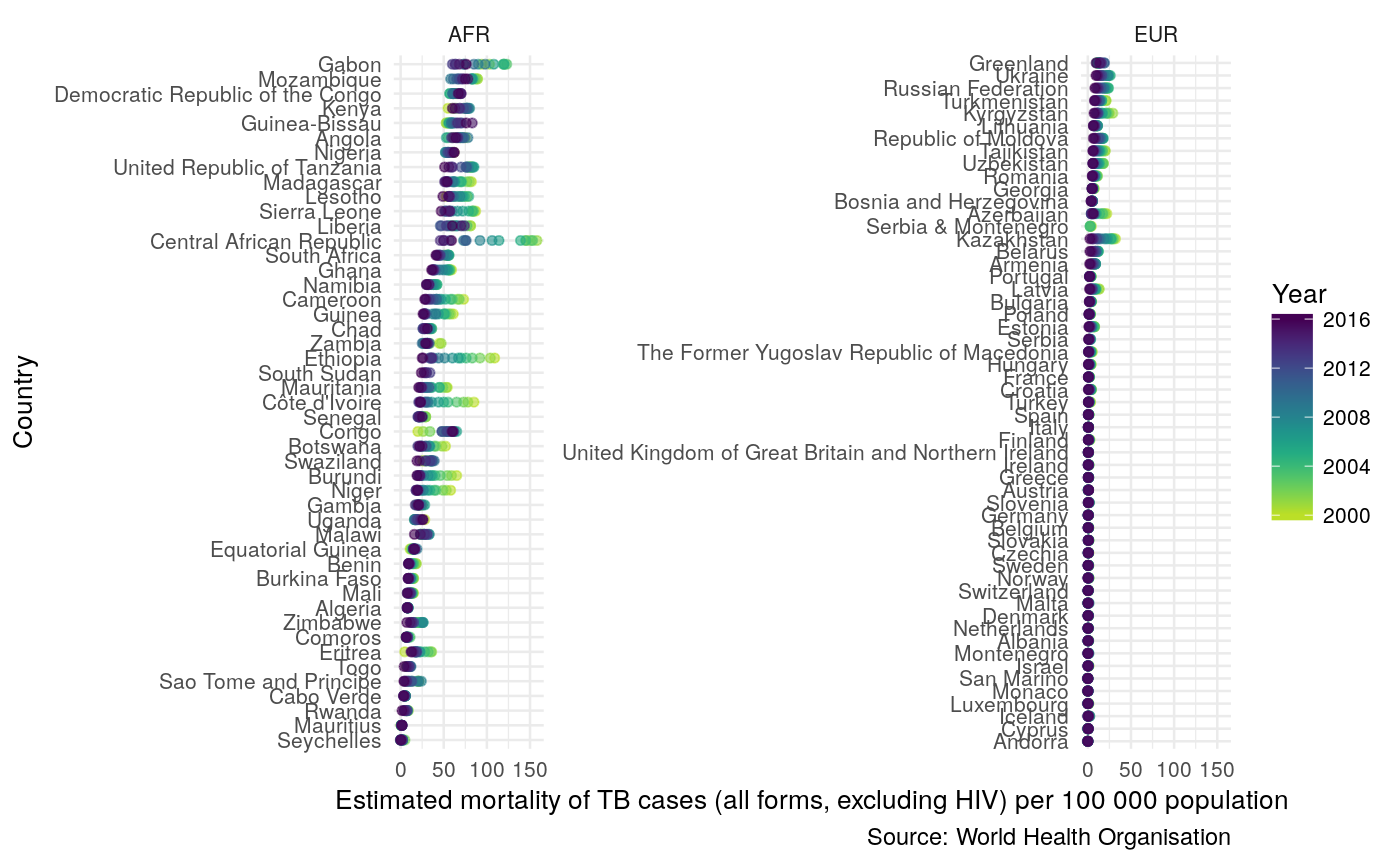 AFR
EUR
Gabon
Mozambique
Democratic Republic of the Congo
Kenya
Guinea-Bissau
Angola
Nigeria
United Republic of Tanzania
Madagascar
Lesotho
Sierra Leone
Liberia
Central African Republic
South Africa
Ghana
Namibia
Cameroon
Guinea
Chad
Zambia
Ethiopia
South Sudan
Mauritania
Côte d'Ivoire
Senegal
Congo
Botswana
Swaziland
Burundi
Niger
Gambia
Uganda
Malawi
Equatorial Guinea
Benin
Burkina Faso
Mali
Algeria
Zimbabwe
Comoros
Eritrea
Togo
Sao Tome and Principe
Cabo Verde
Rwanda
Mauritius
Seychelles
Greenland
Ukraine
Russian Federation
Turkmenistan
Kyrgyzstan
Lithuania
Republic of Moldova
Tajikistan
Uzbekistan
Romania
Georgia
Bosnia and Herzegovina
Azerbaijan
Serbia & Montenegro
Kazakhstan
Belarus
Armenia
Portugal
Latvia
Bulgaria
Poland
Estonia
Serbia
The Former Yugoslav Republic of Macedonia
Hungary
France
Croatia
Turkey
Spain
Italy
Finland
United Kingdom of Great Britain and Northern Ireland
Ireland
Greece
Austria
Slovenia
Germany
Belgium
Slovakia
Czechia
Sweden
Norway
Switzerland
Malta
Denmark
Netherlands
Albania
Montenegro
Israel
San Marino
Monaco
Luxembourg
Iceland
Cyprus
Andorra
0 50 100 150
0 50 100 150
Country
Estimated mortality of TB cases (all forms, excluding HIV) per 100 000 population
Source: World Health Organisation
Year
2016
2012
2008
2004
2000